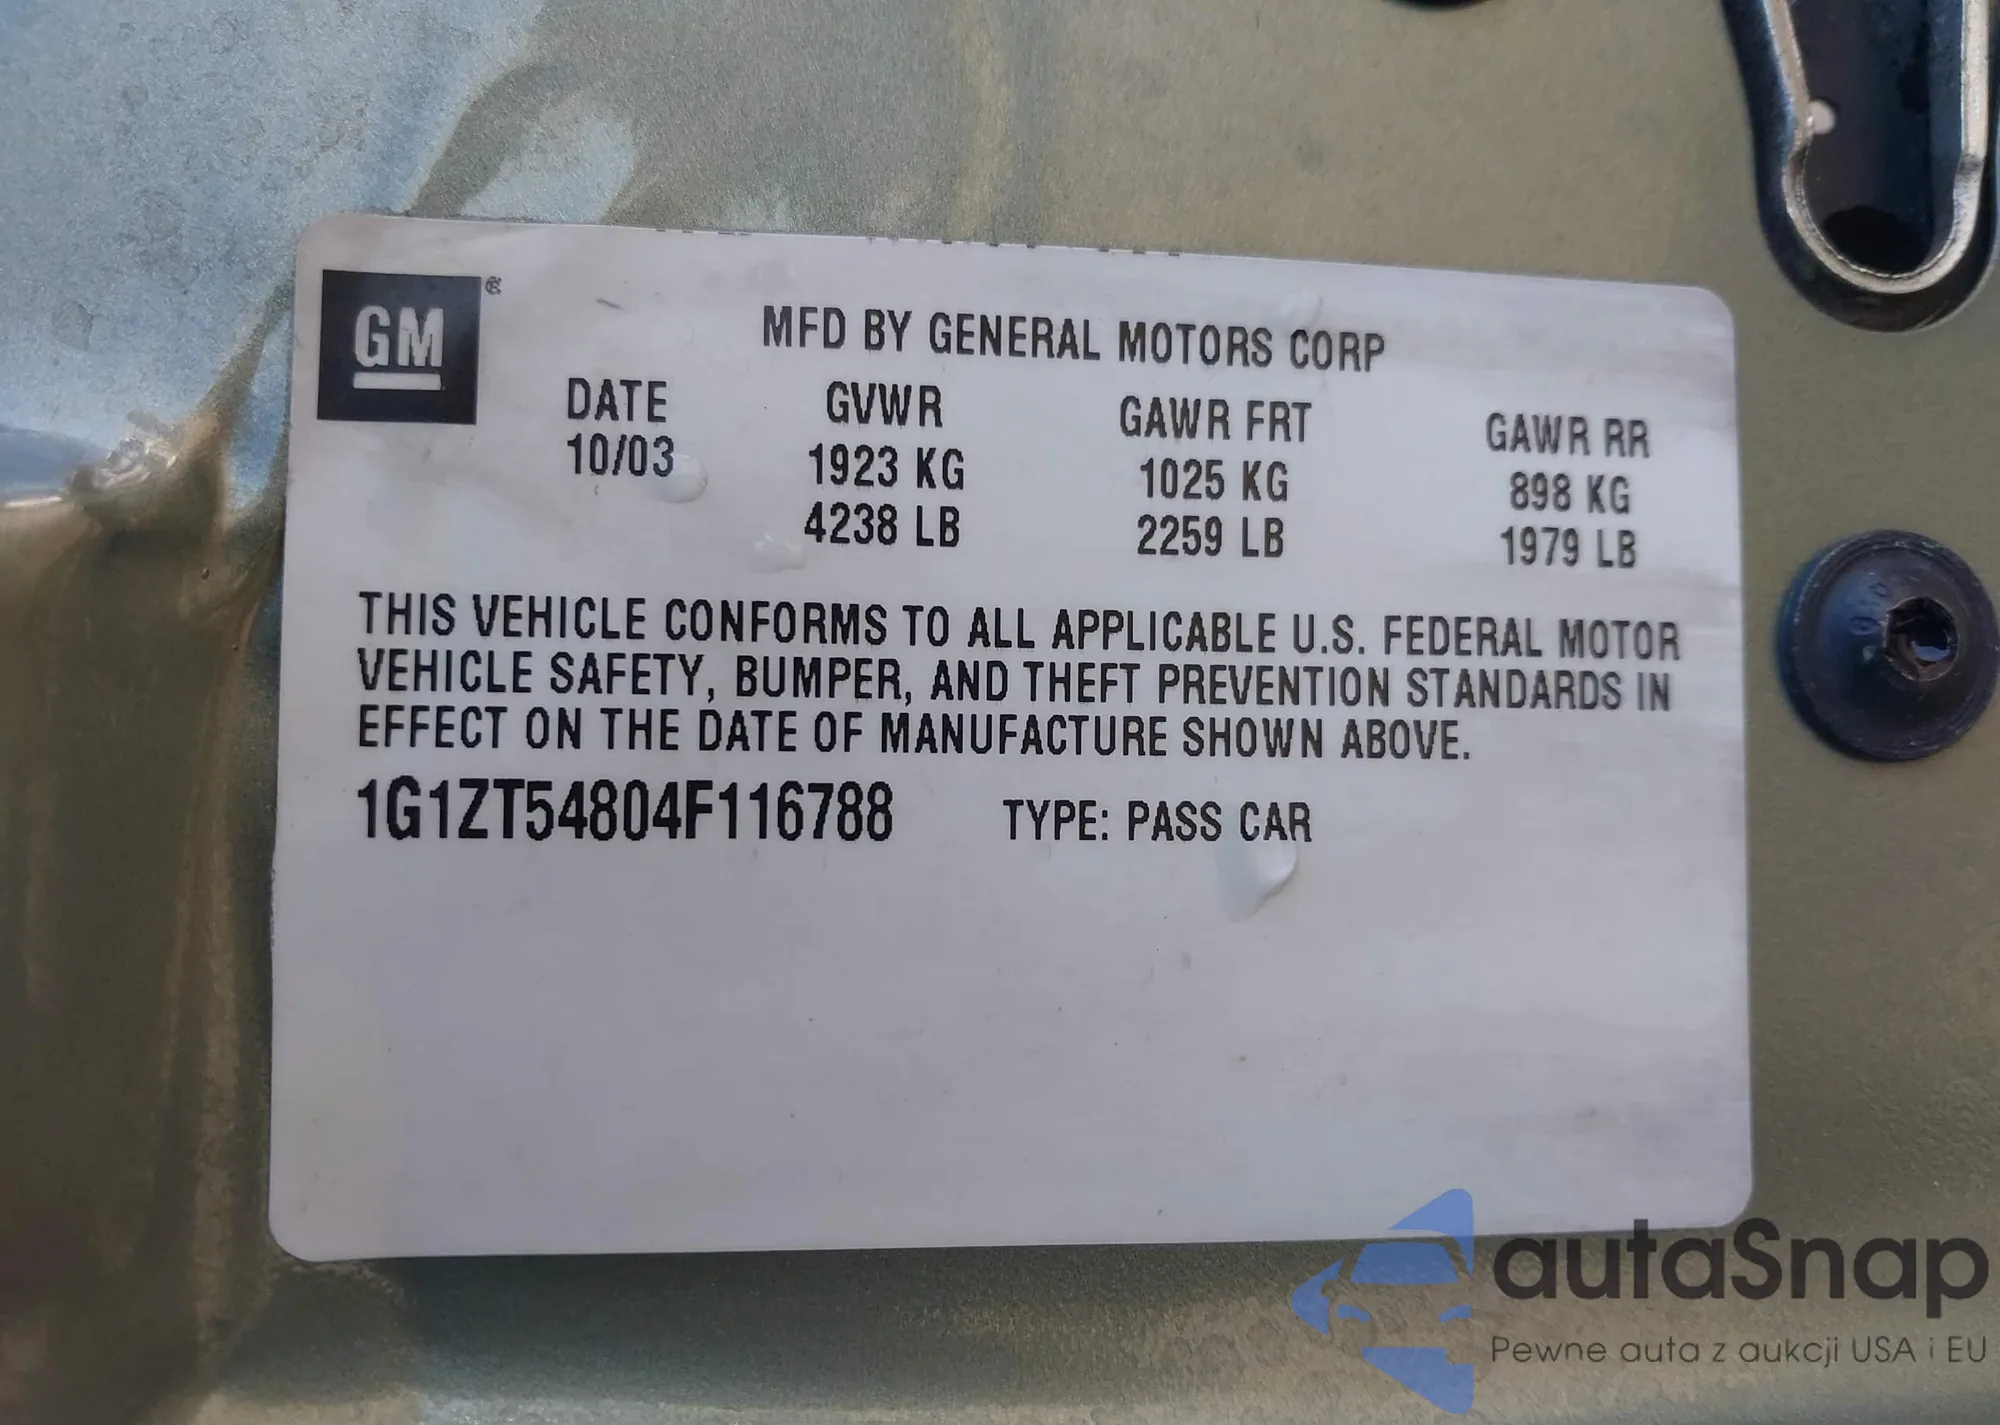 GM
MFD BY GENERAL MOTORS CORP
DATE GVWR GAWR FRT GAWR RR
10/03 1923 KG 1025 KG 898 KG
4238 LB 2259 LB 1979 LB
THIS VEHICLE CONFORMS TO ALL APPLICABLE U.S. FEDERAL MOTOR
VEHICLE SAFETY, BUMPER, AND THEFT PREVENTION STANDARDS IN
EFFECT ON THE DATE OF MANUFACTURE SHOWN ABOVE.
1G1ZT54804F116788 TYPE: PASS CAR
autaSnap
Pewne auta z aukcji USA i EU